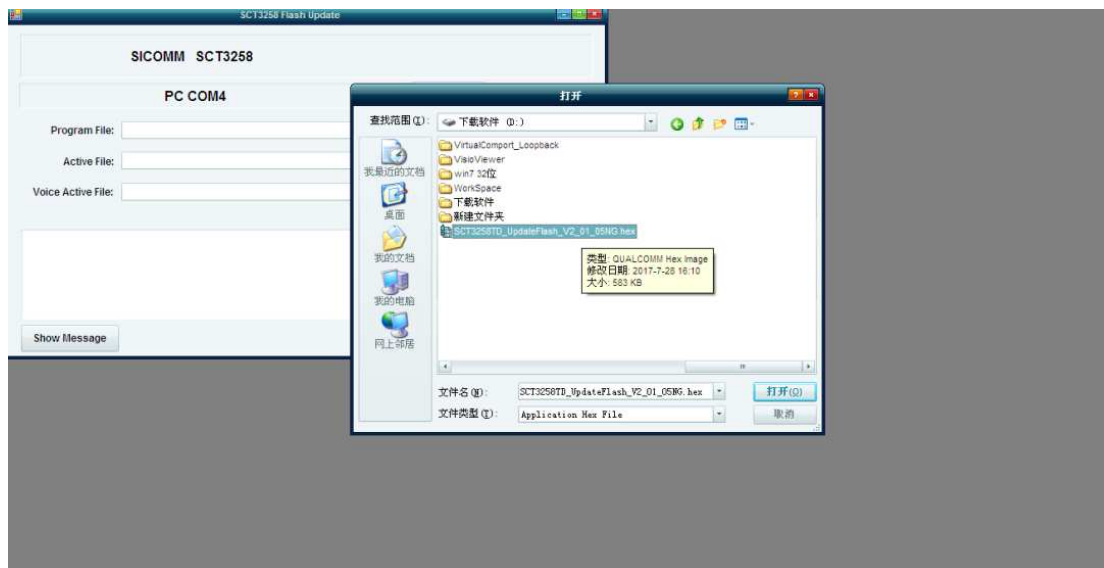 SCT3258 Flash Update
SICOMM SCT3258
PC COM4
Program File:
Active File:
Voice Active File:
Show Message
打开
查找范围(I):
下载软件 (D:)
我最近的文档
桌面
我的文档
我的电脑
网上邻居
VirtualComport_Loopback
VisioViewer
win7 32位
WorkSpace
下载软件
新建文件夹
SCT3258TD_UpdateFlash_V2_01_05NG.hex
类型: QUALCOMM Hex Image
修改日期: 2017-7-28 16:10
大小: 583 KB
文件名(N): SCT3258TD_UpdateFlash_V2_01_05NG.hex 打开(O)
文件类型(T): Application Hex File 取消